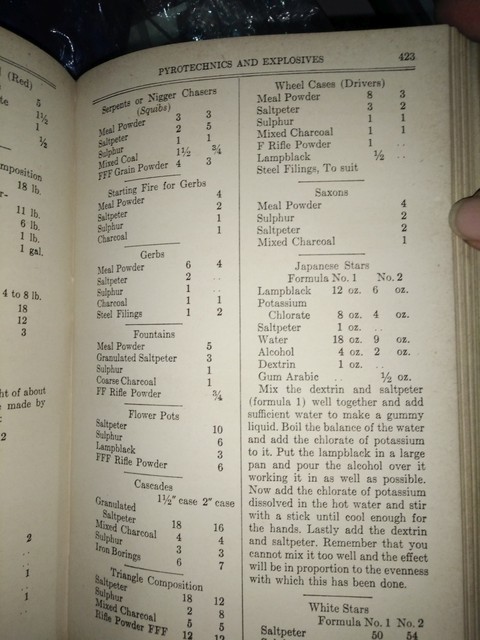 PYROTECHNICS AND EXPLOSIVES 423
(Red)
5
1½
1
½
18 lb.
11 lb.
6 lb.
1 lb.
1 gal.
4 to 8 lb.
18
12
3
ht of about
made by
2
2
1
1
Serpents or Nigger Chasers
(Squibs)
Meal Powder 3 3
Saltpeter 2 5
Sulphur 1 1
Mixed Coal 1½ ¾
FFF Grain Powder 4 3
Starting Fire for Gerbs
Meal Powder 4
Saltpeter 2
Sulphur 1
Charcoal 1
Gerbs
Meal Powder 6 4
Saltpeter 2 ..
Sulphur 1 ..
Charcoal 1 1
Steel Filings 1 2
Fountains
Meal Powder 5
Granulated Saltpeter 3
Sulphur 1
Coarse Charcoal 1
FF Rifle Powder ¾
Flower Pots
Saltpeter 10
Sulphur 6
Lampblack 3
FFF Rifle Powder 6
Cascades
1½" case 2" case
Granulated
Saltpeter 18 16
Mixed Charcoal 4 4
Sulphur 3 3
Iron Borings 6 7
Triangle Composition
Saltpeter 18 12
Sulphur 2 8
Mixed Charcoal 5 5
Rifle Powder FFF 12 12
Wheel Cases (Drivers)
Meal Powder 8 3
Saltpeter 3 2
Sulphur 1 1
Mixed Charcoal 1 1
F Rifle Powder 1 ..
Lampblack ½ ..
Steel Filings, To suit
Saxons
Meal Powder 4
Sulphur 2
Saltpeter 2
Mixed Charcoal 1
Japanese Stars
Formula No. 1 No. 2
Lampblack 12 oz. 6 oz.
Potassium
Chlorate 8 oz. 4 oz.
Saltpeter 1 oz. ..
Water 18 oz. 9 oz.
Alcohol 4 oz. 2 oz.
Dextrin 1 oz. ..
Gum Arabic .. ½ oz.
Mix the dextrin and saltpeter
(formula 1) well together and add
sufficient water to make a gummy
liquid. Boil the balance of the water
and add the chlorate of potassium
to it. Put the lampblack in a large
pan and pour the alcohol over it
working it in as well as possible.
Now add the chlorate of potassium
dissolved in the hot water and stir
with a stick until cool enough for
the hands. Lastly add the dextrin
and saltpeter. Remember that you
cannot mix it too well and the effect
will be in proportion to the evenness
with which this has been done.
White Stars
Formula No. 1 No. 2
Saltpeter 50 54